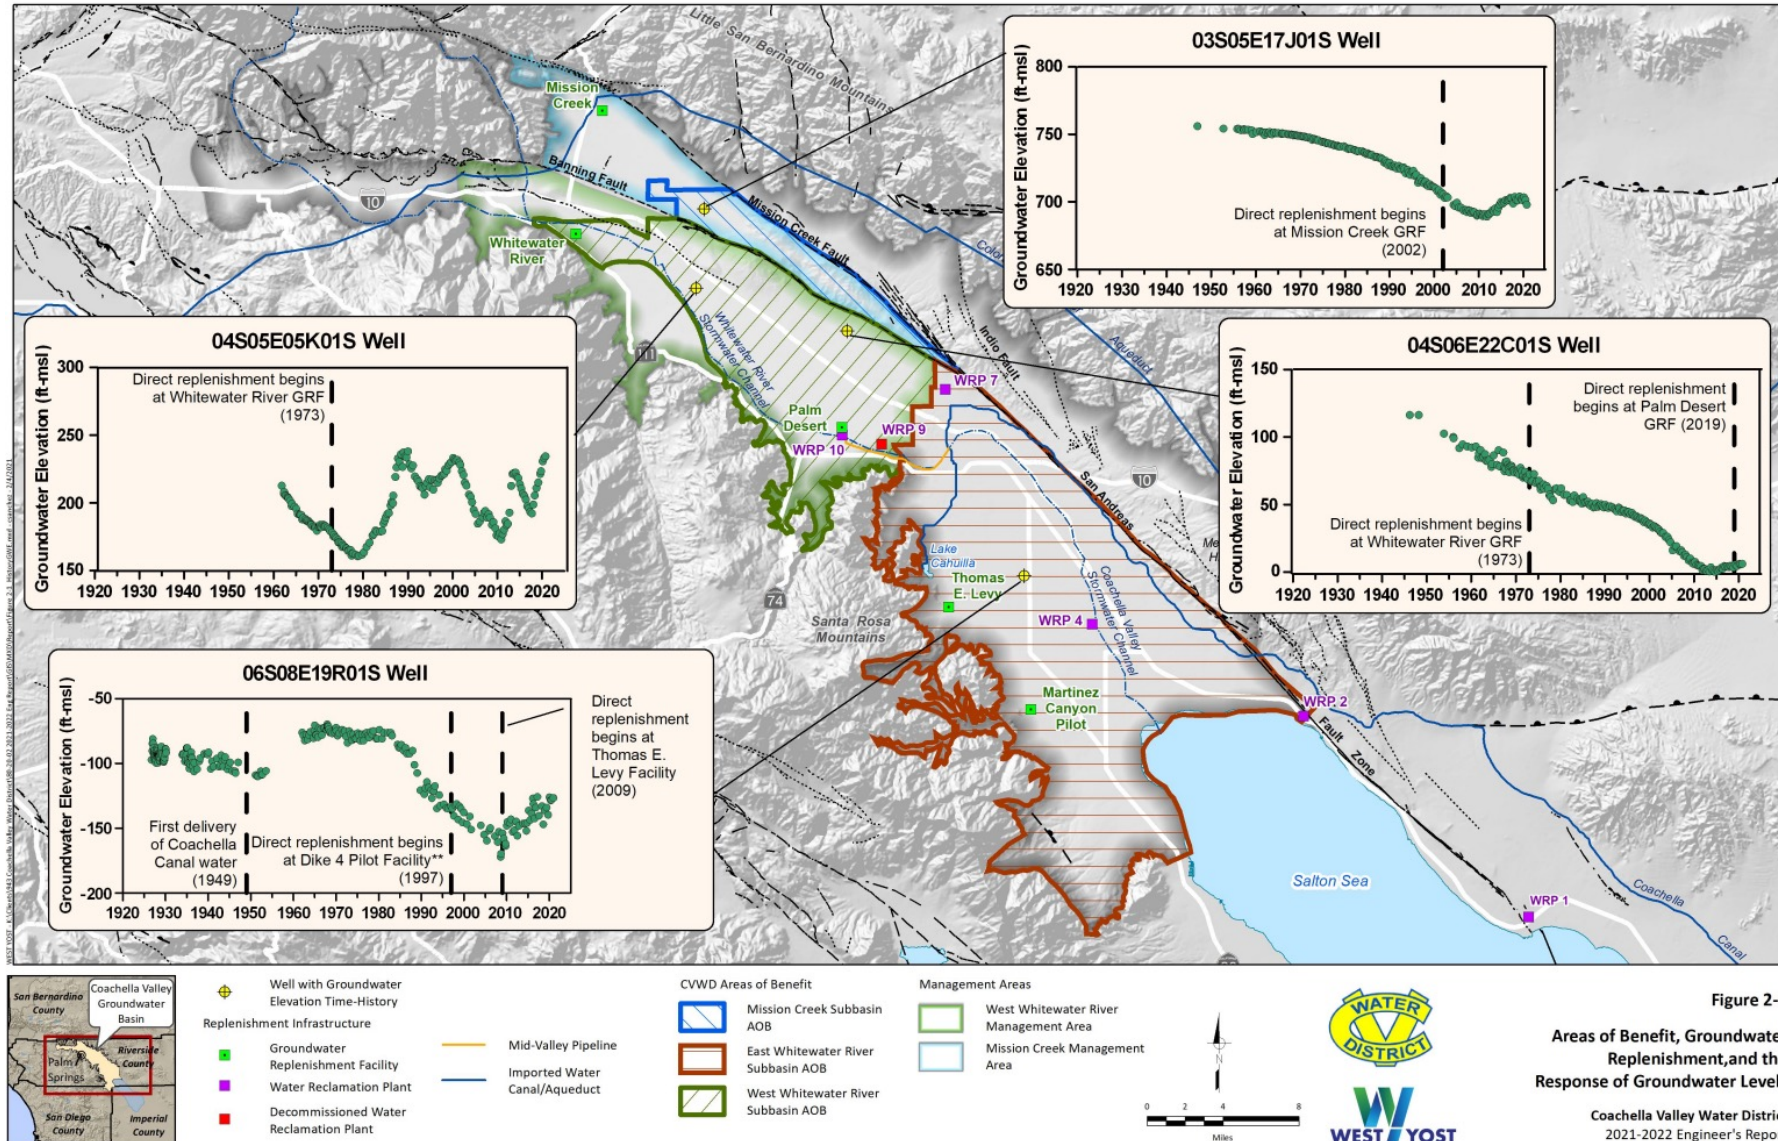 Little San Bernardino
Mountains
Mission
Creek
Banning Fault
10
Mission Creek Fault
Whitewater
River
Whitewater River
Stormwater Channel
111
Indio Fault
Aqueduct
WRP 7
Palm
Desert
WRP 9
WRP 10
10
San Andreas
Lake
Cahuilla
Thomas
E. Levy
Coachella Valley
Stormwater Channel
74
Santa Rosa
Mountains
WRP 4
Martinez
Canyon
Pilot
WRP 2
Fault
Zone
Salton Sea
WRP 1
Coachella
Canal
03S05E17J01S Well
Groundwater Elevation (ft-msl)
800
750
700
650
Direct replenishment begins
at Mission Creek GRF
(2002)
1920 1930 1940 1950 1960 1970 1980 1990 2000 2010 2020
04S05E05K01S Well
Groundwater Elevation (ft-msl)
300
250
200
150
Direct replenishment begins
at Whitewater River GRF
(1973)
1920 1930 1940 1950 1960 1970 1980 1990 2000 2010 2020
04S06E22C01S Well
Groundwater Elevation (ft-msl)
150
100
50
0
Direct replenishment
begins at Palm Desert
GRF (2019)
Direct replenishment begins
at Whitewater River GRF
(1973)
1920 1930 1940 1950 1960 1970 1980 1990 2000 2010 2020
06S08E19R01S Well
Groundwater Elevation (ft-msl)
-50
-100
-150
-200
First delivery
of Coachella
Canal water
(1949)
Direct replenishment begins
at Dike 4 Pilot Facility**
(1997)
Direct
replenishment
begins at
Thomas E.
Levy Facility
(2009)
1920 1930 1940 1950 1960 1970 1980 1990 2000 2010 2020
San Bernardino
County
Coachella Valley
Groundwater
Basin
Riverside
County
Palm
Springs
San Diego
County
Imperial
County
Well with Groundwater
Elevation Time-History
Replenishment Infrastructure
Groundwater
Replenishment Facility
Water Reclamation Plant
Decommissioned Water
Reclamation Plant
Mid-Valley Pipeline
Imported Water
Canal/Aqueduct
CVWD Areas of Benefit
Mission Creek Subbasin
AOB
East Whitewater River
Subbasin AOB
West Whitewater River
Subbasin AOB
Management Areas
West Whitewater River
Management Area
Mission Creek Management
Area
N
0 2 4 8
Miles
WATER
DISTRICT
WEST YOST
Figure 2-
Areas of Benefit, Groundwate
Replenishment,and th
Response of Groundwater Level
Coachella Valley Water Distri
2021-2022 Engineer's Repo